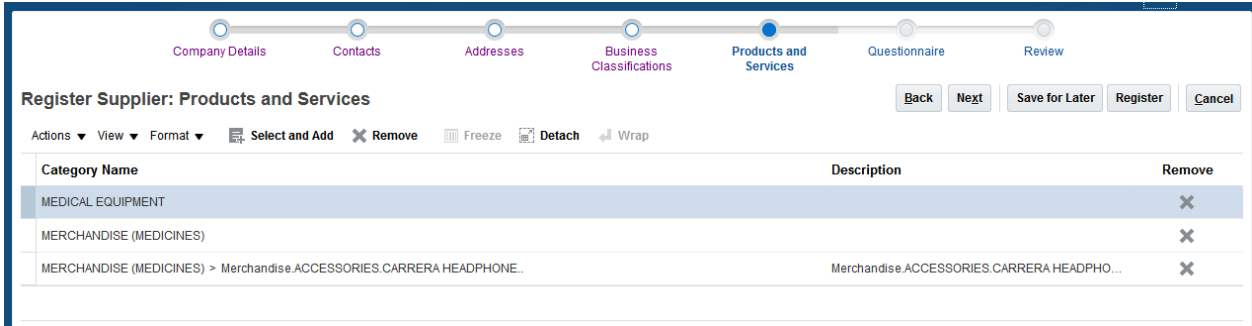 Company Details
Contacts
Addresses
Business
Classifications
Products and
Services
Questionnaire
Review
Register Supplier: Products and Services
Back
Next
Save for Later
Register
Cancel
Actions View Format Select and Add Remove Freeze Detach Wrap
Category Name Description Remove
MEDICAL EQUIPMENT
MERCHANDISE (MEDICINES)
MERCHANDISE (MEDICINES) > Merchandise.ACCESSORIES.CARRERA HEADPHONE.. Merchandise.ACCESSORIES.CARRERA HEADPHO...